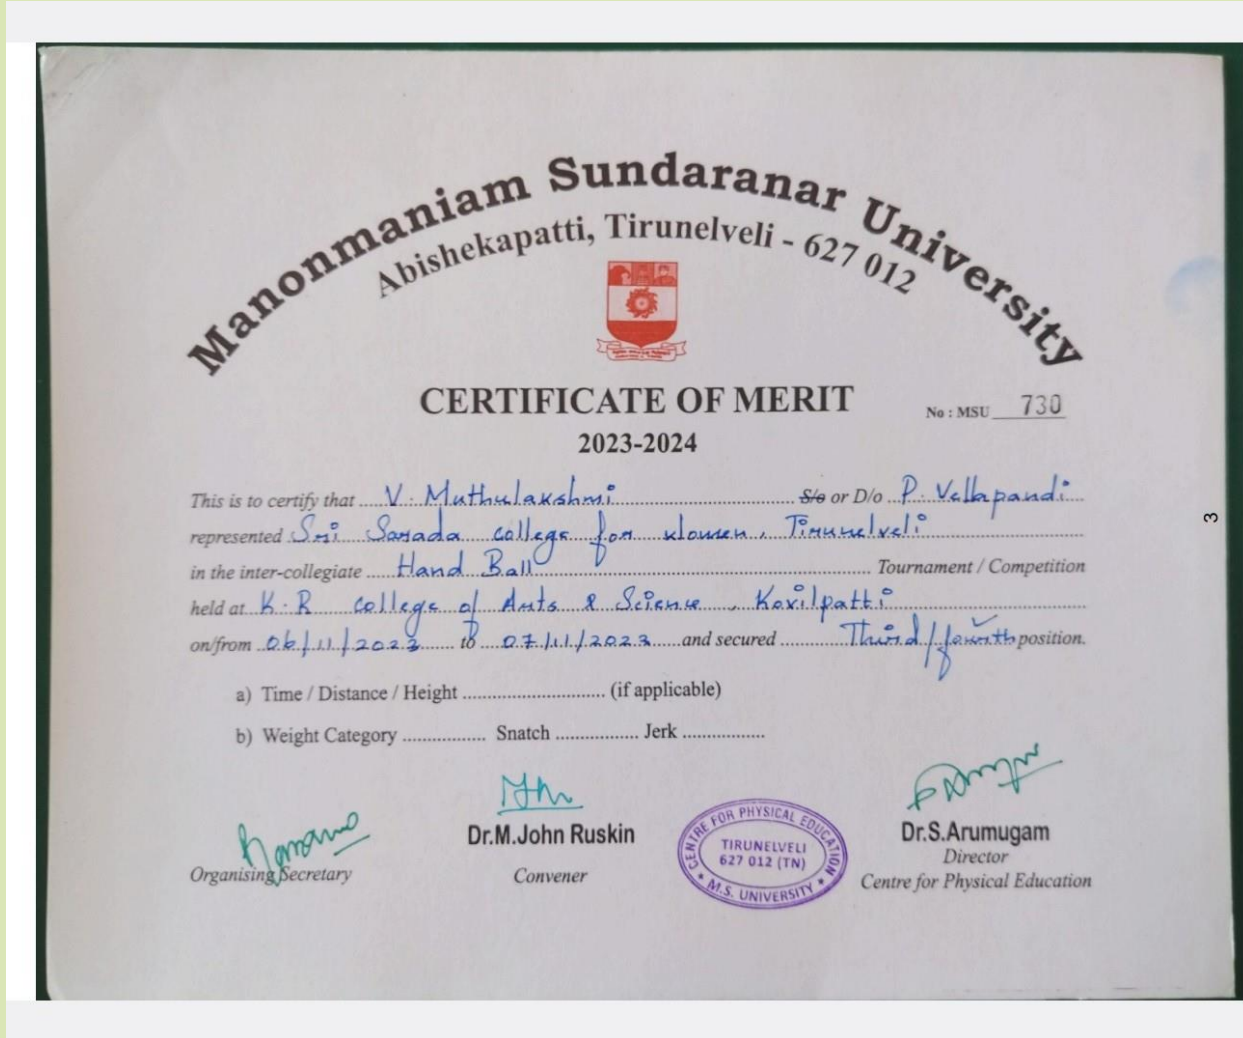 Manonmaniam Sundaranar University
Abishekapatti, Tirunelveli - 627 012
CERTIFICATE OF MERIT
No : MSU 730
2023-2024
This is to certify that V. Muthulakshmi S/o or D/o P. Vellapandi
represented Sri Sarada college for women, Tirunelveli
in the inter-collegiate Hand Ball Tournament / Competition
held at K.R college of Arts & Science, Kovilpatti
on/from 06/11/2023 to 07/11/2023 and secured Third/fourth position.
a) Time / Distance / Height (if applicable)
b) Weight Category Snatch Jerk
Dr.M.John Ruskin
Dr.S.Arumugam
Organising Secretary
Convener
Director
Centre for Physical Education
CENTRE FOR PHYSICAL EDUCATION
TIRUNELVELI
627 012 (TN)
M.S. UNIVERSITY
3